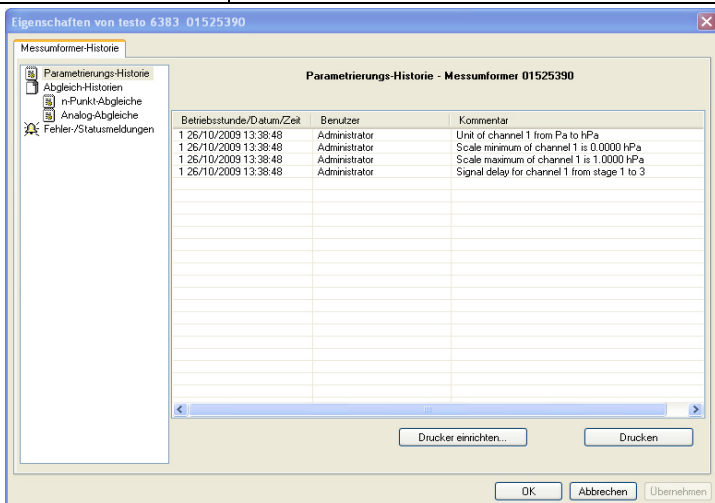 Eigenschaften von testo 6383 01525390
Messumformer-Historie
Parametrierungs-Historie
Abgleich-Historien
n-Punkt-Abgleiche
Analog-Abgleiche
Fehler-/Statusmeldungen
Parametrierungs-Historie - Messumformer 01525390
Betriebsstunde/Datum/Zeit Benutzer Kommentar
1 26/10/2009 13:38:48 Administrator Unit of channel 1 from Pa to hPa
1 26/10/2009 13:38:48 Administrator Scale minimum of channel 1 is 0.0000 hPa
1 26/10/2009 13:38:48 Administrator Scale maximum of channel 1 is 1.0000 hPa
1 26/10/2009 13:38:48 Administrator Signal delay for channel 1 from stage 1 to 3
Drucker einrichten... Drucken
OK Abbrechen Übernehmen